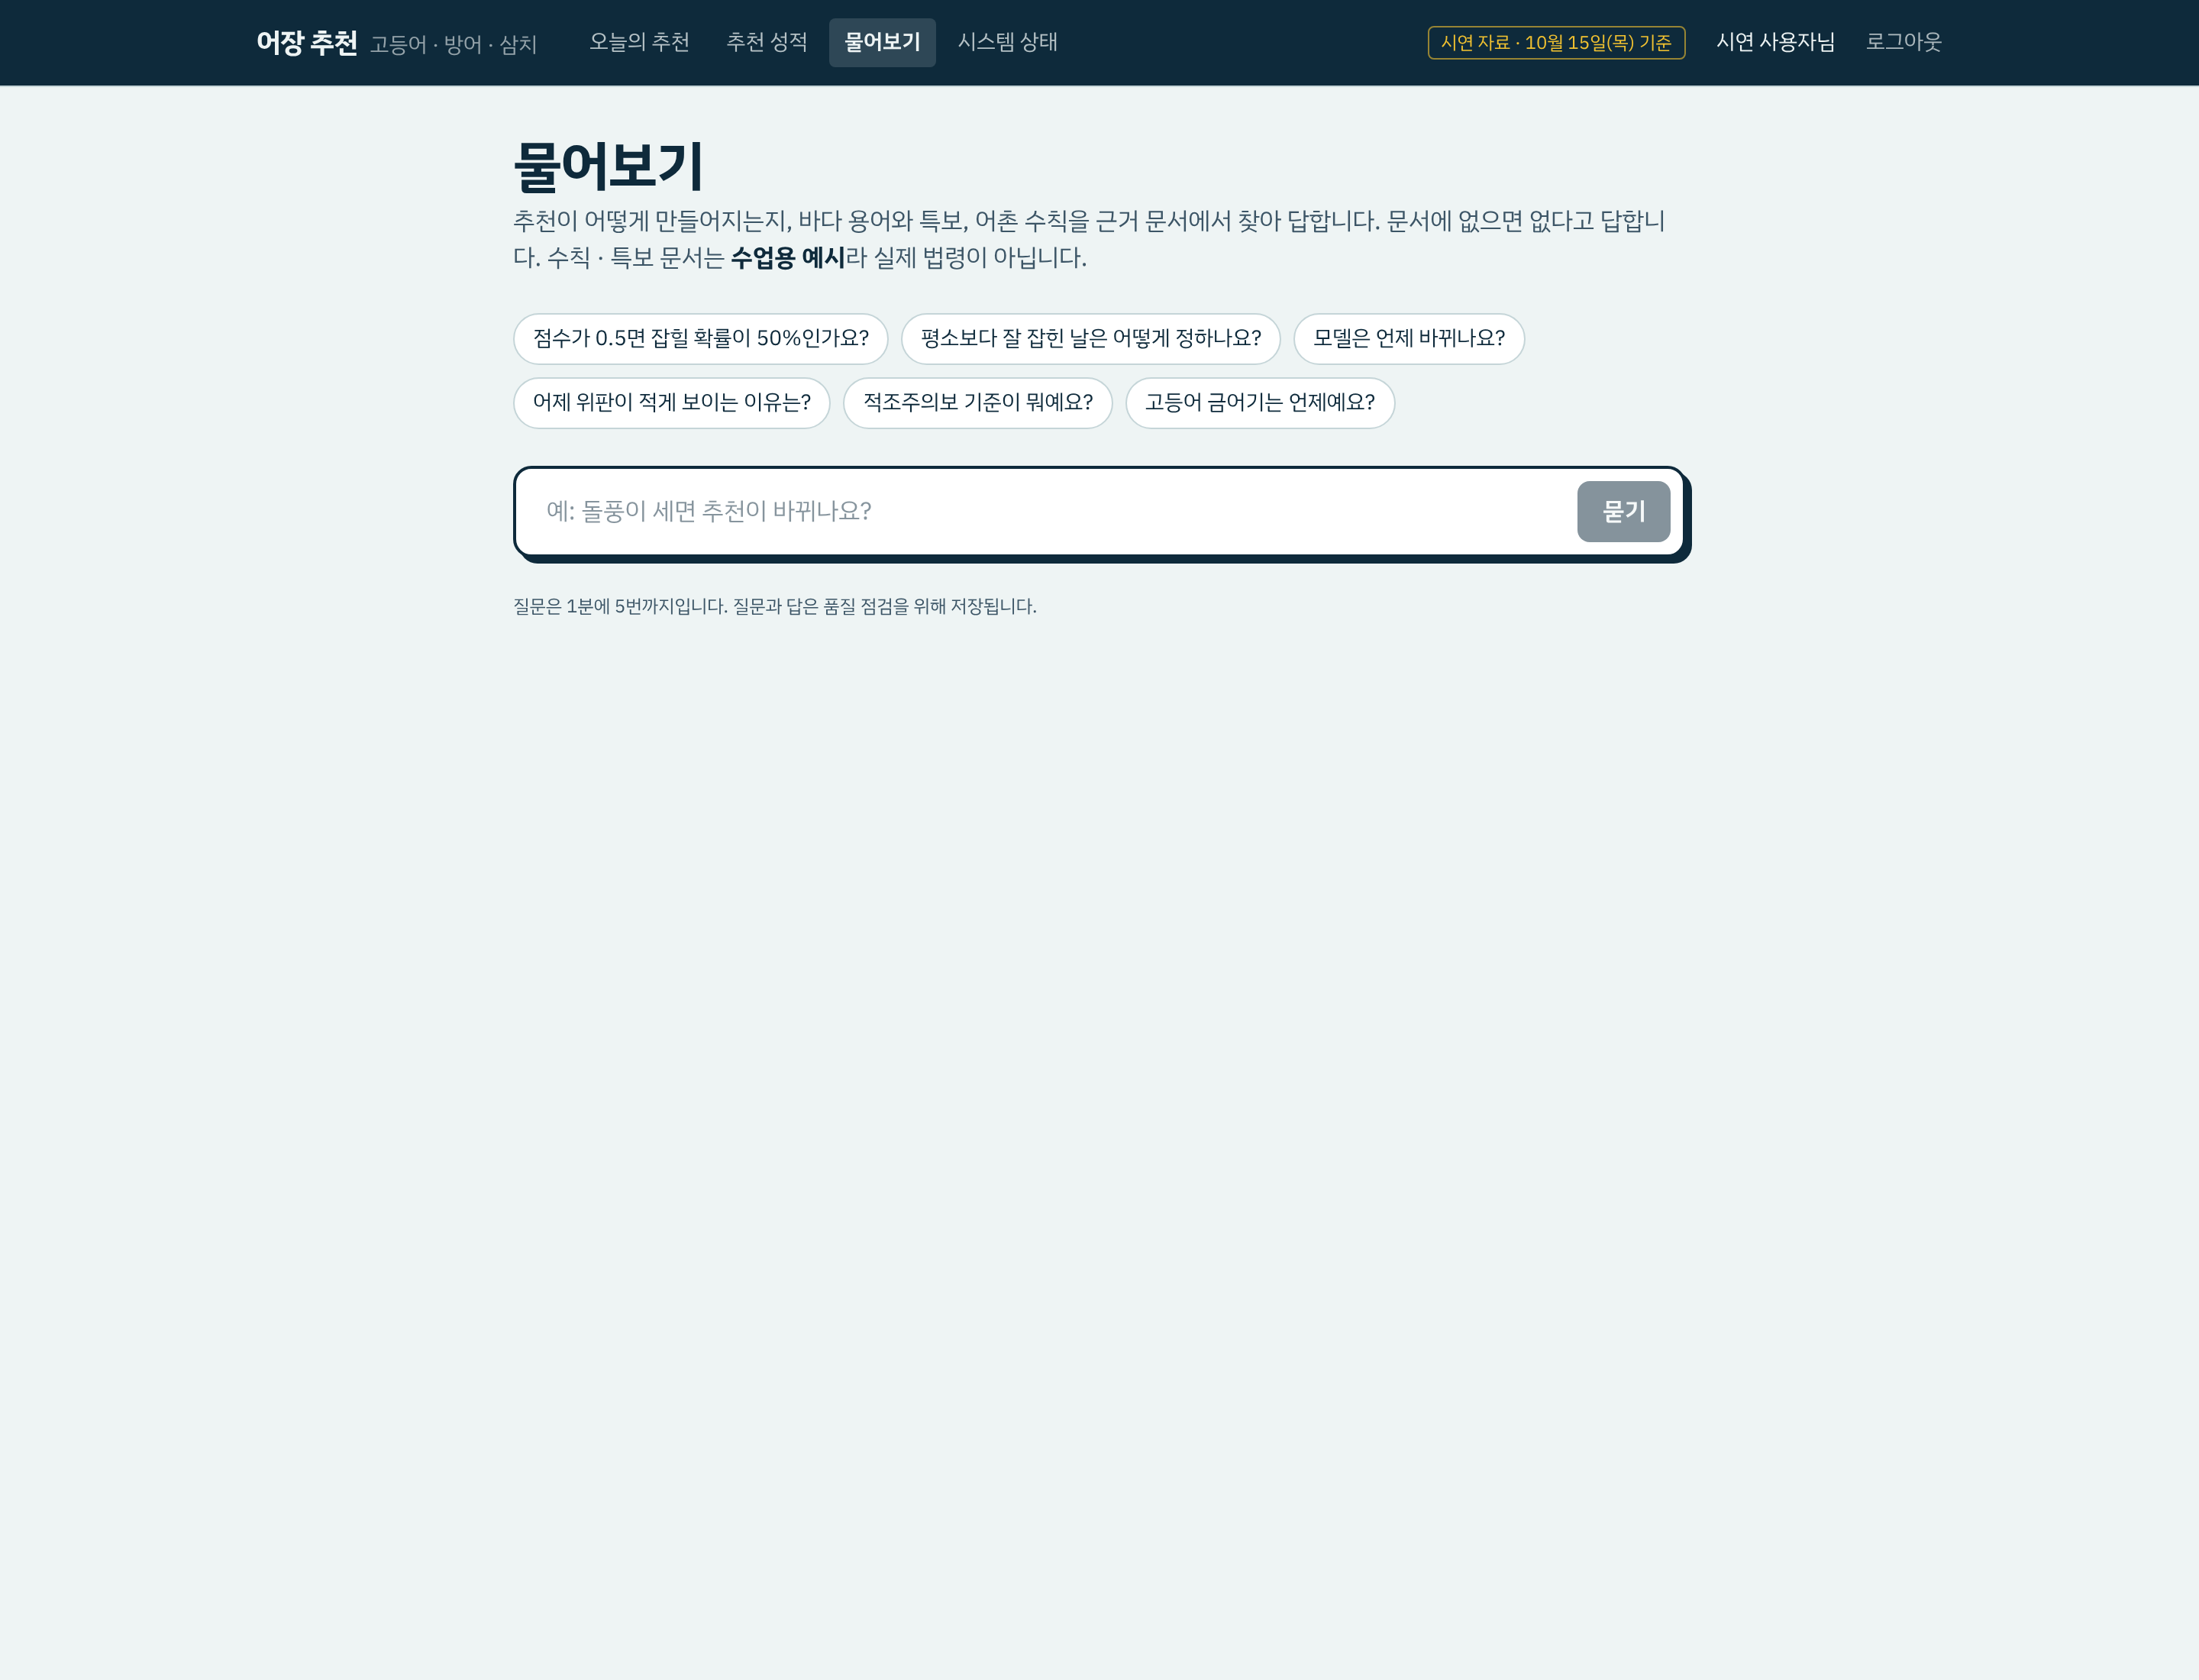 어장 추천 고등어 · 방어 · 삼치 오늘의 추천 추천 성적 물어보기 시스템 상태 시연 자료 · 10월 15일(목) 기준 시연 사용자님 로그아웃
물어보기
추천이 어떻게 만들어지는지, 바다 용어와 특보, 어촌 수칙을 근거 문서에서 찾아 답합니다. 문서에 없으면 없다고 답합니
다. 수칙 · 특보 문서는 수업용 예시라 실제 법령이 아닙니다.
점수가 0.5면 잡힐 확률이 50%인가요? 평소보다 잘 잡힌 날은 어떻게 정하나요? 모델은 언제 바뀌나요?
어제 위판이 적게 보이는 이유는? 적조주의보 기준이 뭐예요? 고등어 금어기는 언제예요?
예: 돌풍이 세면 추천이 바뀌나요? 묻기
질문은 1분에 5번까지입니다. 질문과 답은 품질 점검을 위해 저장됩니다.